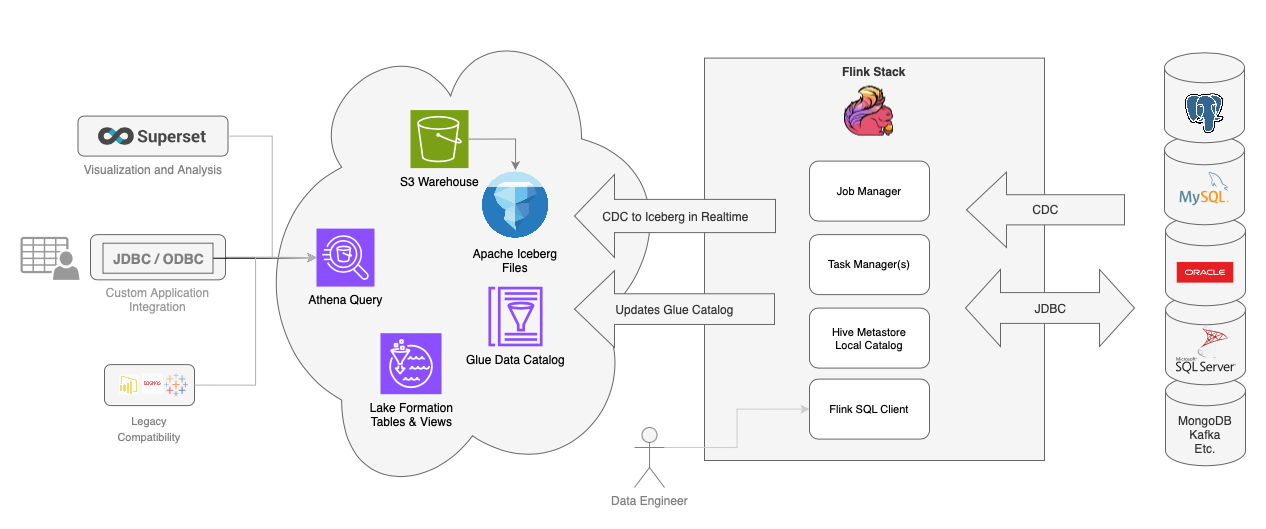 Superset
Visualization and Analysis
JDBC / ODBC
Custom Application
Integration
COGNOS
Legacy
Compatibility
S3 Warehouse
Apache Iceberg
Files
Athena Query
Glue Data Catalog
Lake Formation
Tables & Views
CDC to Iceberg in Realtime
Updates Glue Catalog
Flink Stack
Job Manager
Task Manager(s)
Hive Metastore
Local Catalog
Flink SQL Client
Data Engineer
CDC
JDBC
MySQL
ORACLE
Microsoft
SQL Server
MongoDB
Kafka
Etc.